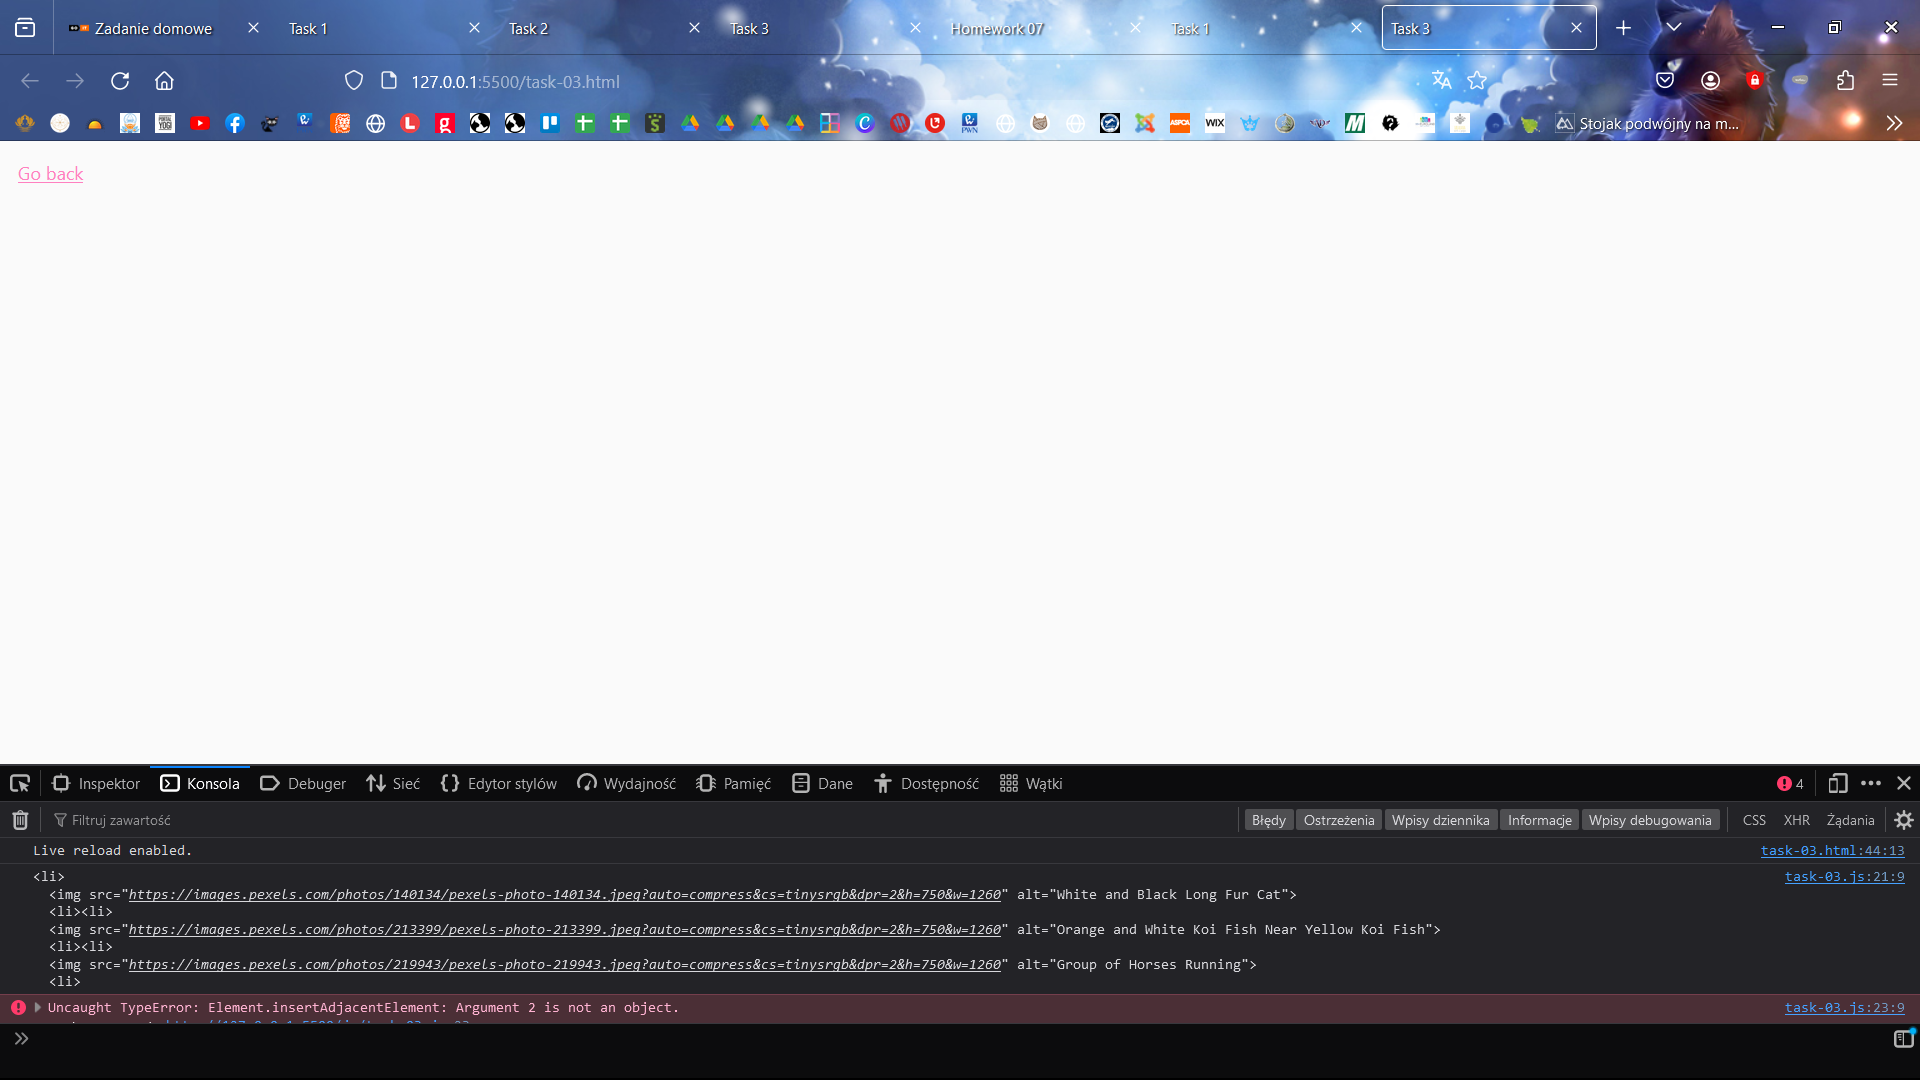 Zadanie domowe
Task 1
Task 2
Task 3
Homework 07
Task 1
Task 3
127.0.0.1:5500/task-03.html
Stojak podwójny na m...
Go back
Inspektor
Konsola
Debuger
Sieć
Edytor stylów
Wydajność
Pamięć
Dane
Dostępność
Wątki
4
Filtruj zawartość
Błędy
Ostrzeżenia
Wpisy dziennika
Informacje
Wpisy debugowania
CSS
XHR
Żądania
Live reload enabled.
task-03.html:44:13
<li>
task-03.js:21:9
<img src="https://images.pexels.com/photos/140134/pexels-photo-140134.jpeg?auto=compress&cs=tinysrgb&dpr=2&h=750&w=1260" alt="White and Black Long Fur Cat">
<li><li>
<img src="https://images.pexels.com/photos/213399/pexels-photo-213399.jpeg?auto=compress&cs=tinysrgb&dpr=2&h=750&w=1260" alt="Orange and White Koi Fish Near Yellow Koi Fish">
<li><li>
<img src="https://images.pexels.com/photos/219943/pexels-photo-219943.jpeg?auto=compress&cs=tinysrgb&dpr=2&h=750&w=1260" alt="Group of Horses Running">
<li>
Uncaught TypeError: Element.insertAdjacentElement: Argument 2 is not an object.
task-03.js:23:9